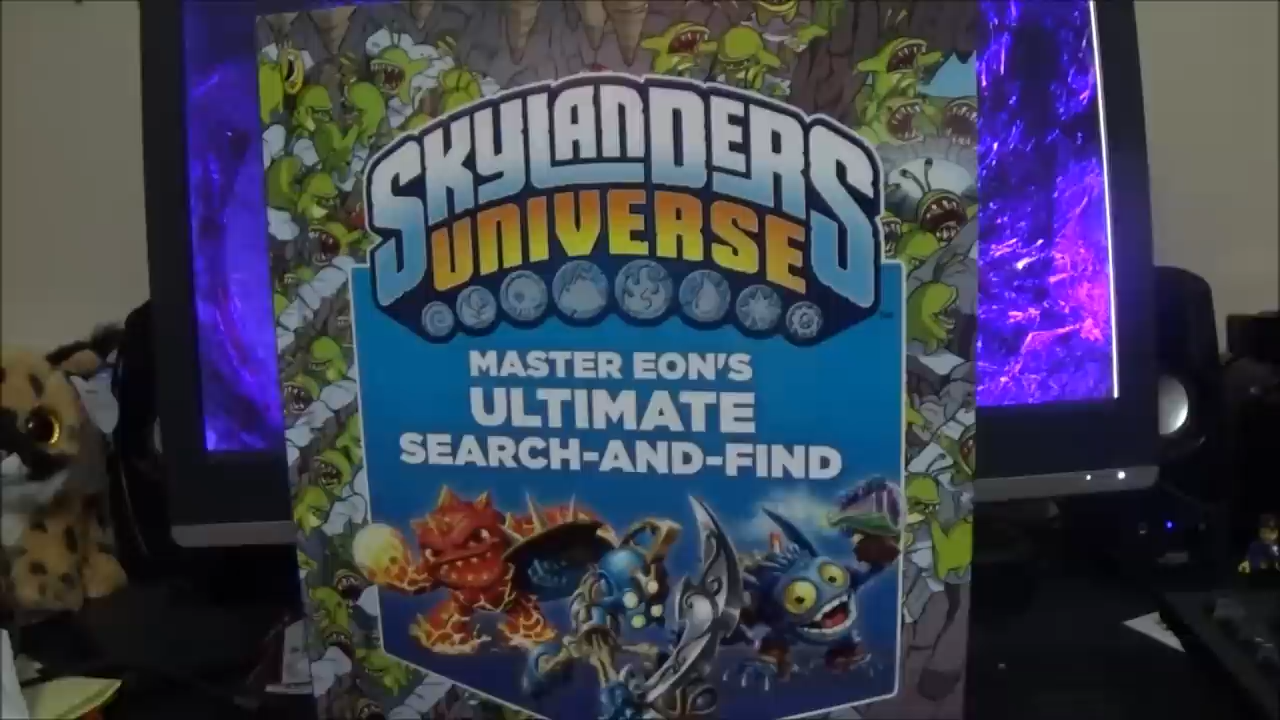 SKYLANDERS
UNIVERSE
MASTER EON'S
ULTIMATE
SEARCH-AND-FIND